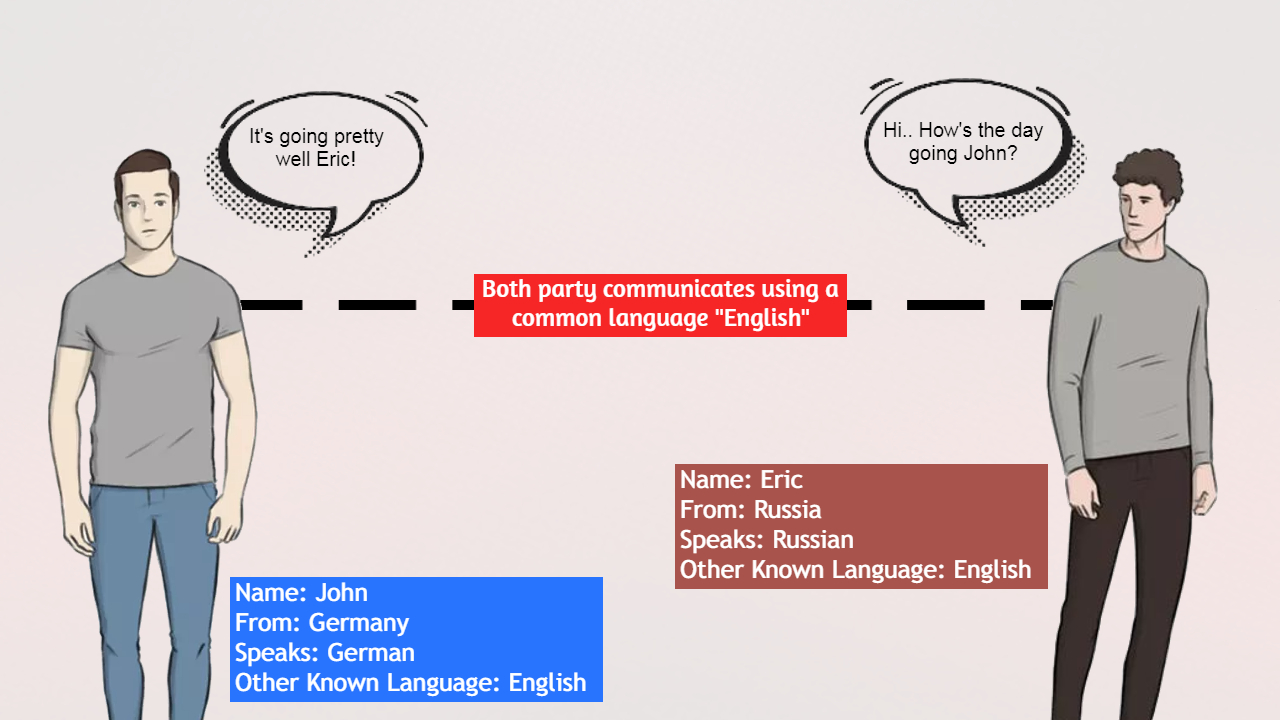 It's going pretty
well Eric!
Hi.. How's the day
going John?
Both party communicates using a
common language "English"
Name: Eric
From: Russia
Speaks: Russian
Other Known Language: English
Name: John
From: Germany
Speaks: German
Other Known Language: English